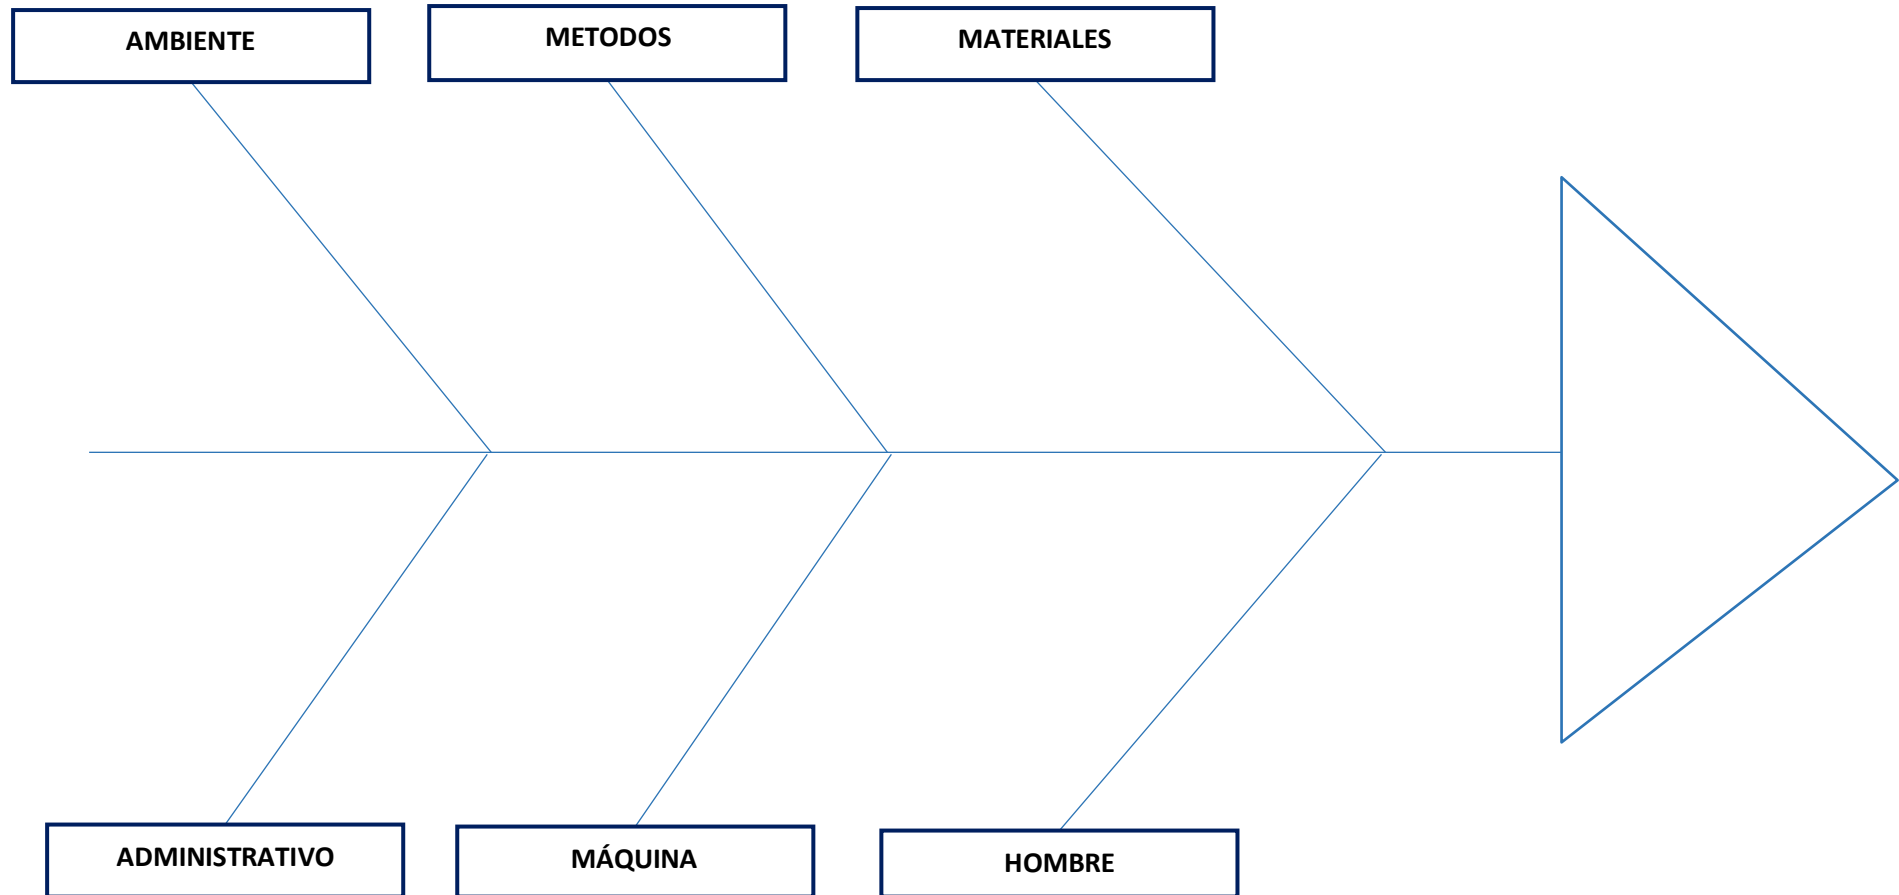 AMBIENTE
METODOS
MATERIALES
ADMINISTRATIVO
MÁQUINA
HOMBRE